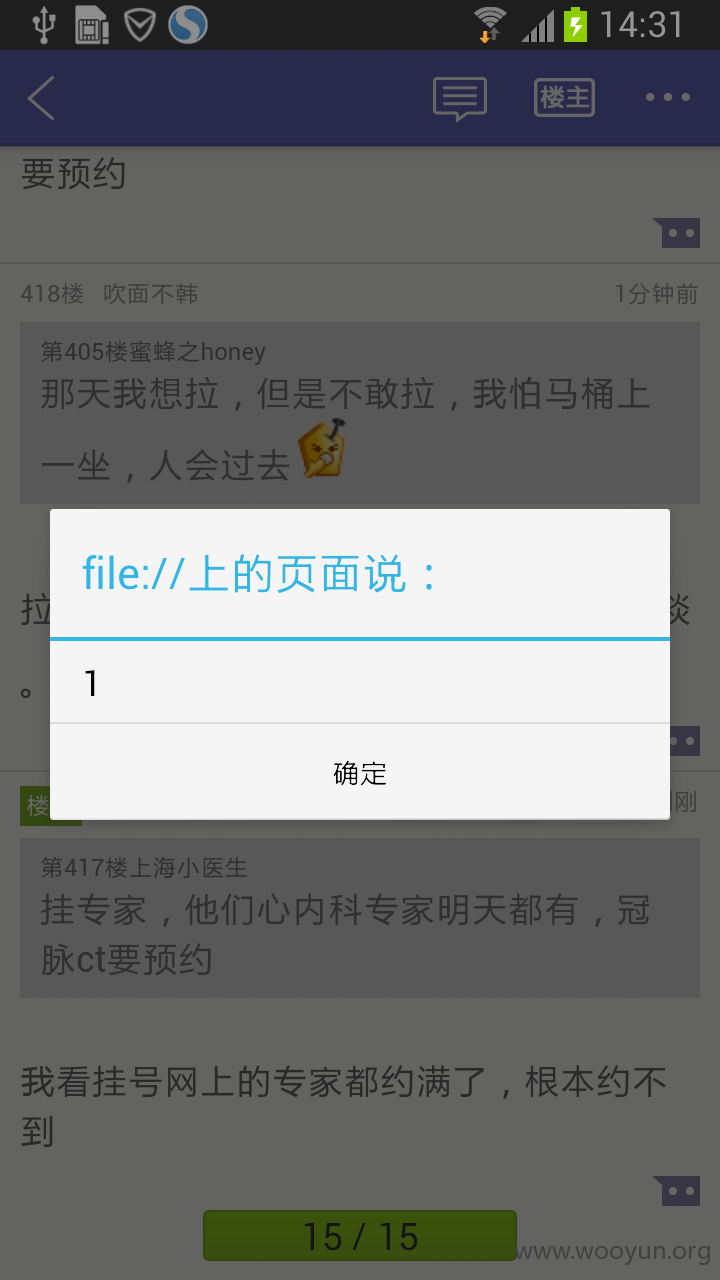 14:31
楼主
要预约
418楼 吹面不韩 1分钟前
第405楼蜜蜂之honey
那天我想拉，但是不敢拉，我怕马桶上
一坐，人会过去
file://上的页面说：
拉
。
1
确定
楼
刚
第417楼上海小医生
挂专家，他们心内科专家明天都有，冠
脉ct要预约
我看挂号网上的专家都约满了，根本约不
到
15 / 15
www.wooyun.org